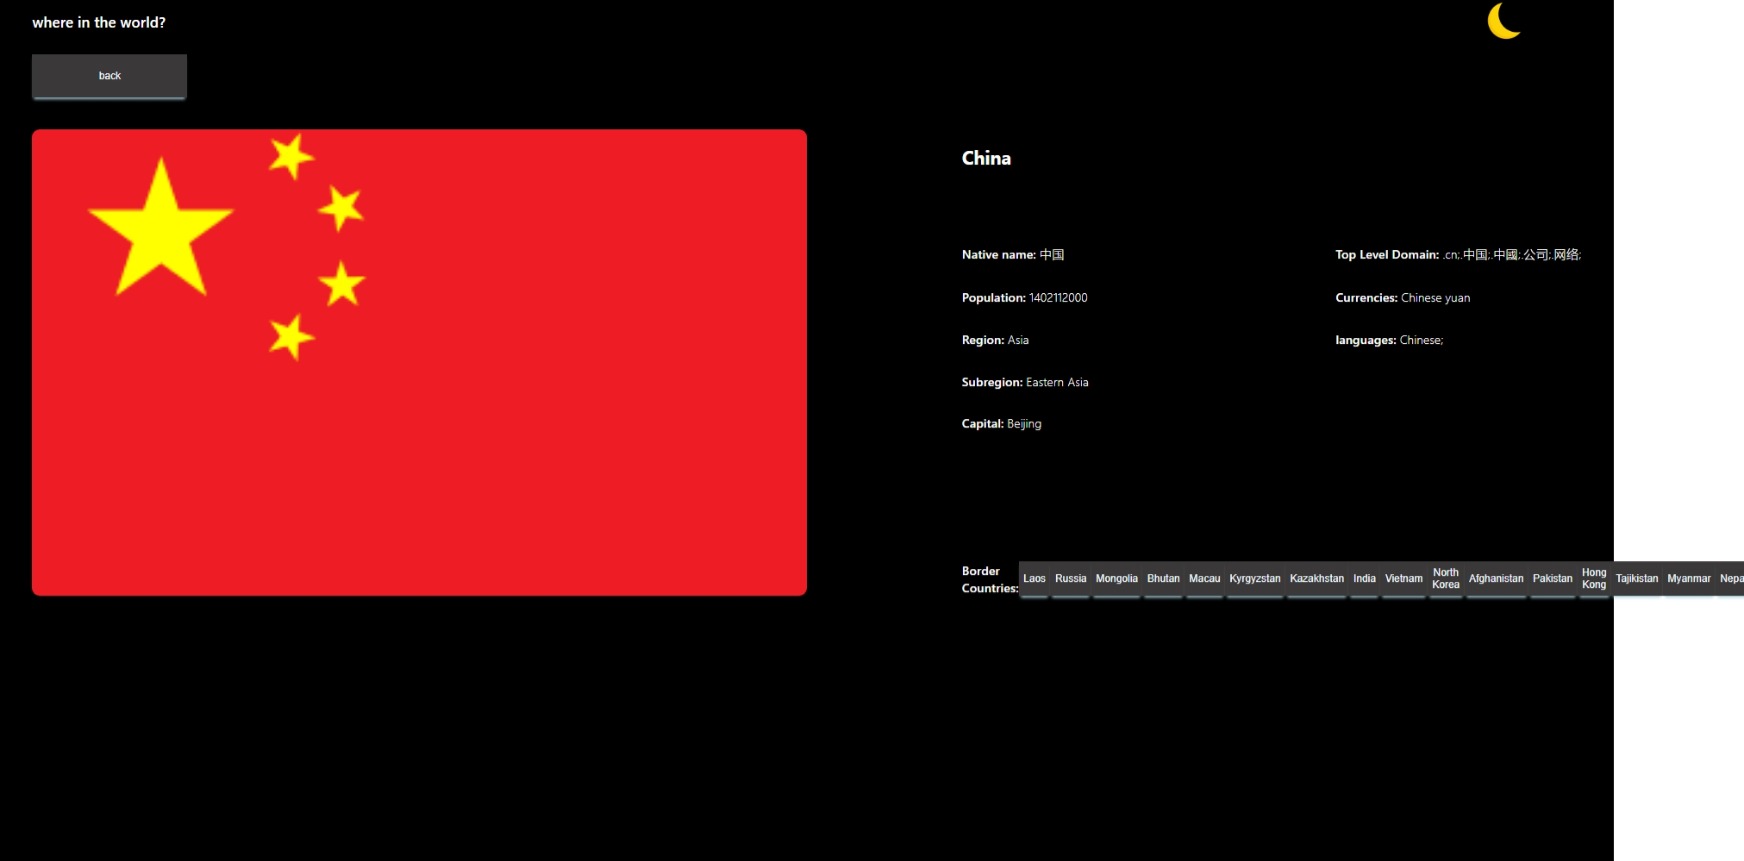 where in the world?
back
China
Native name: 中国
Population: 1402112000
Region: Asia
Subregion: Eastern Asia
Capital: Beijing
Top Level Domain: .cn;.中国;.中國;.公司;.网络;
Currencies: Chinese yuan
languages: Chinese;
Border Countries:
Laos
Russia
Mongolia
Bhutan
Macau
Kyrgyzstan
Kazakhstan
India
Vietnam
North Korea
Afghanistan
Pakistan
Hong Kong
Tajikistan
Myanmar
Nepa